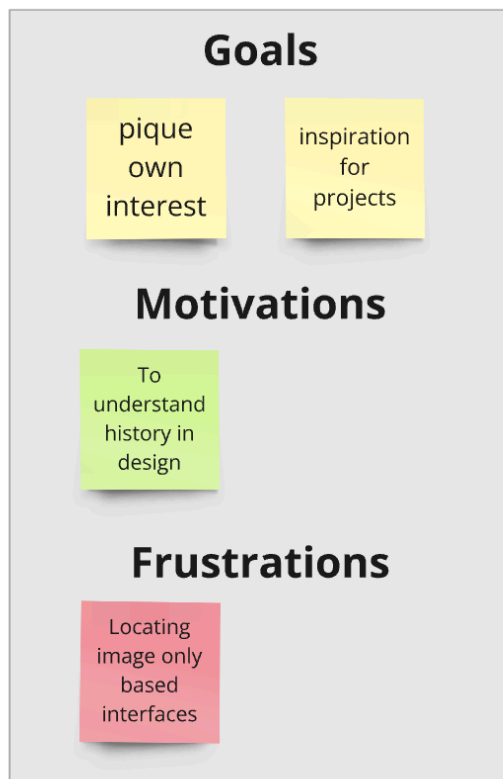 Goals
pique
own
interest
inspiration
for
projects
Motivations
To
understand
history in
design
Frustrations
Locating
image only
based
interfaces